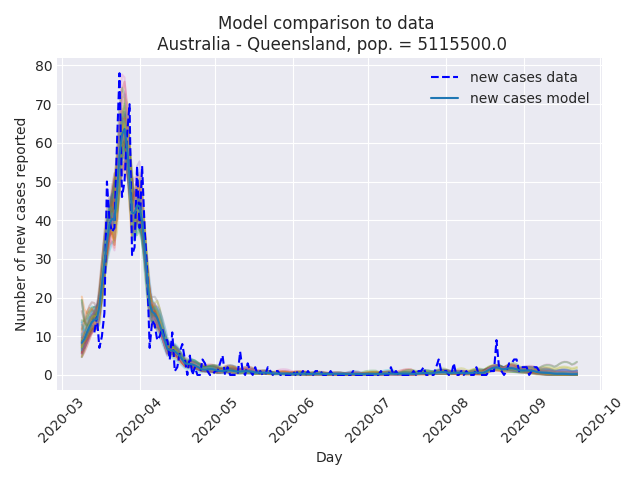 Model comparison to data
Australia - Queensland, pop. = 5115500.0
new cases data
new cases model
Number of new cases reported
80
70
60
50
40
30
20
10
0
2020-03
2020-04
2020-05
2020-06
2020-07
2020-08
2020-09
2020-10
Day